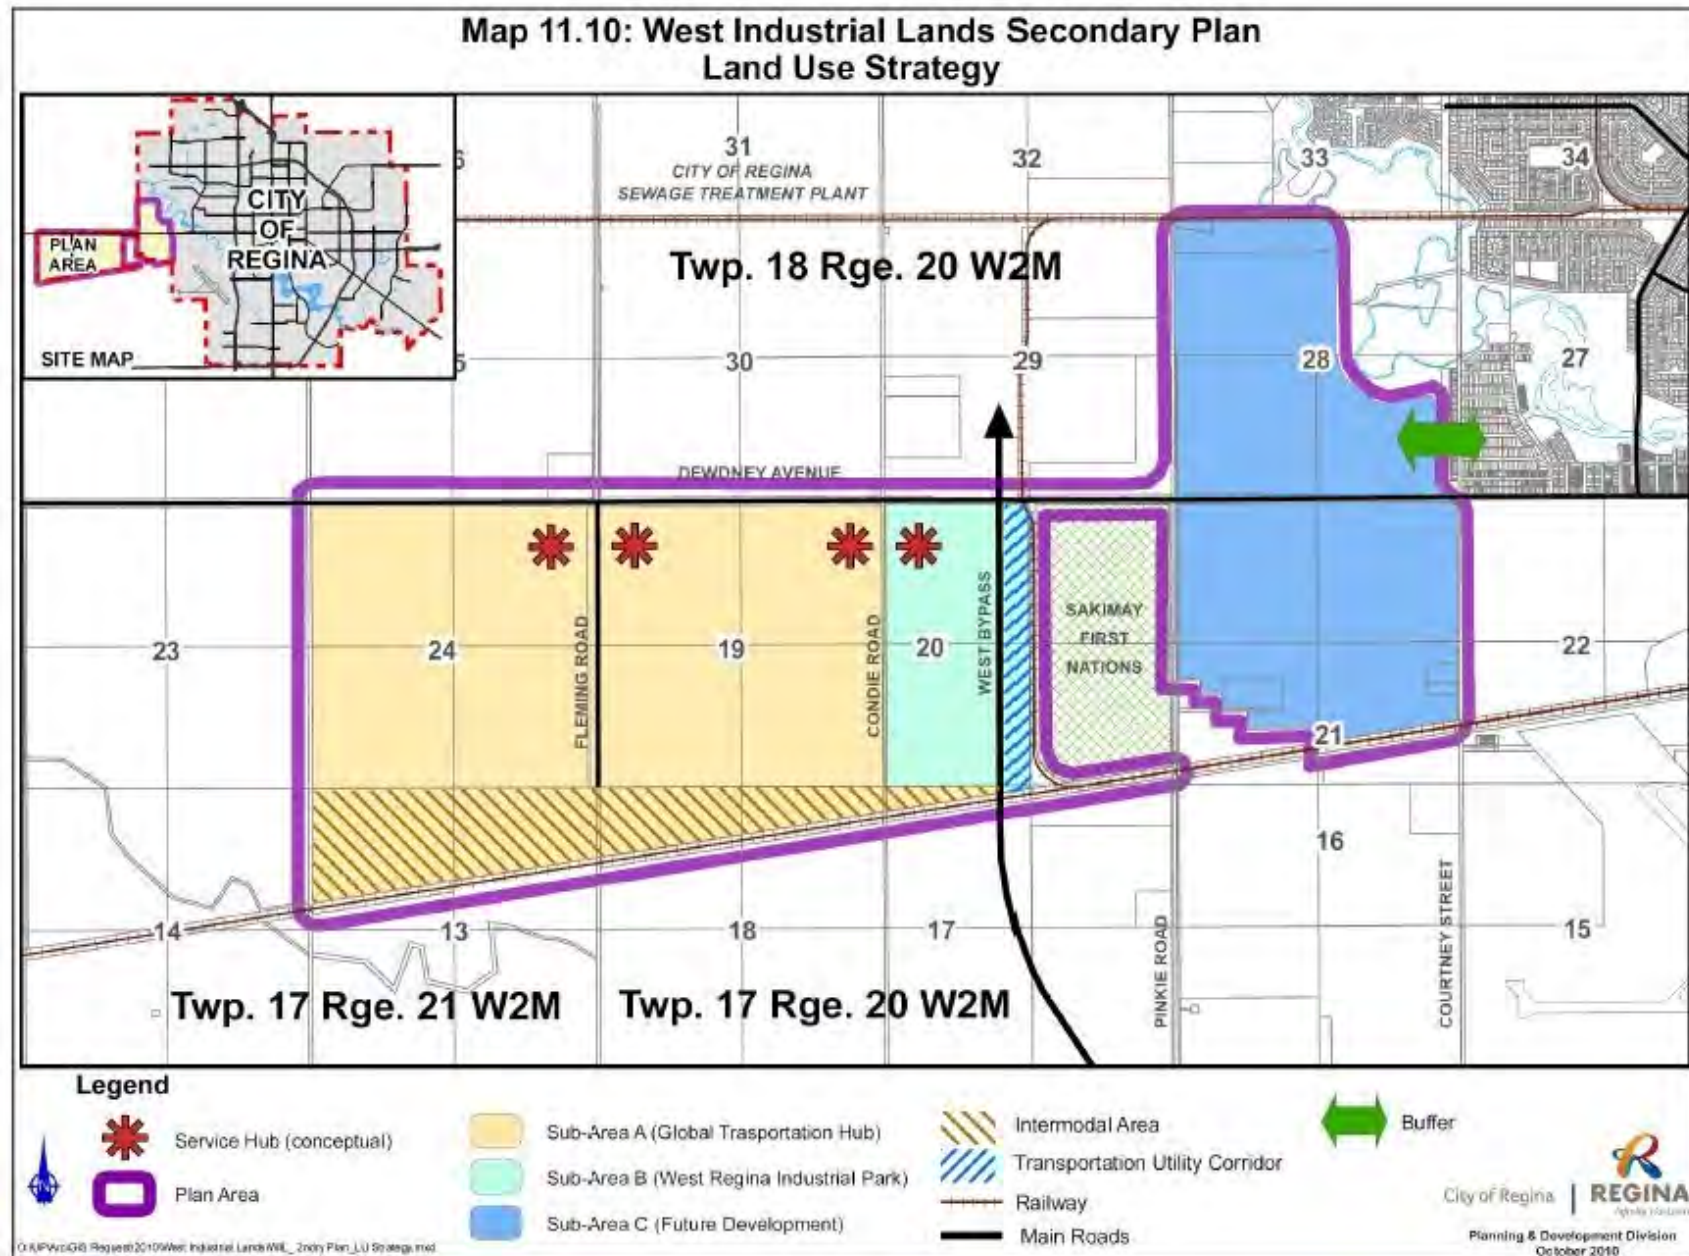 Map 11.10: West Industrial Lands Secondary Plan
Land Use Strategy
CITY
OF
REGINA
PLAN
AREA
SITE MAP
6
31
32
33
34
CITY OF REGINA
SEWAGE TREATMENT PLANT
Twp. 18 Rge. 20 W2M
5
30
29
28
27
DEWDNEY AVENUE
23
24
FLEMING ROAD
19
CONDIE ROAD
20
WEST BYPASS
SAKIMAY
FIRST
NATIONS
22
21
16
14
13
18
17
15
PINKIE ROAD
COURTNEY STREET
Twp. 17 Rge. 21 W2M
Twp. 17 Rge. 20 W2M
Legend
Service Hub (conceptual)
Plan Area
Sub-Area A (Global Trasportation Hub)
Sub-Area B (West Regina Industrial Park)
Sub-Area C (Future Development)
Intermodal Area
Transportation Utility Corridor
Railway
Main Roads
Buffer
N
City of Regina
REGINA
Planning & Development Division
October 2010